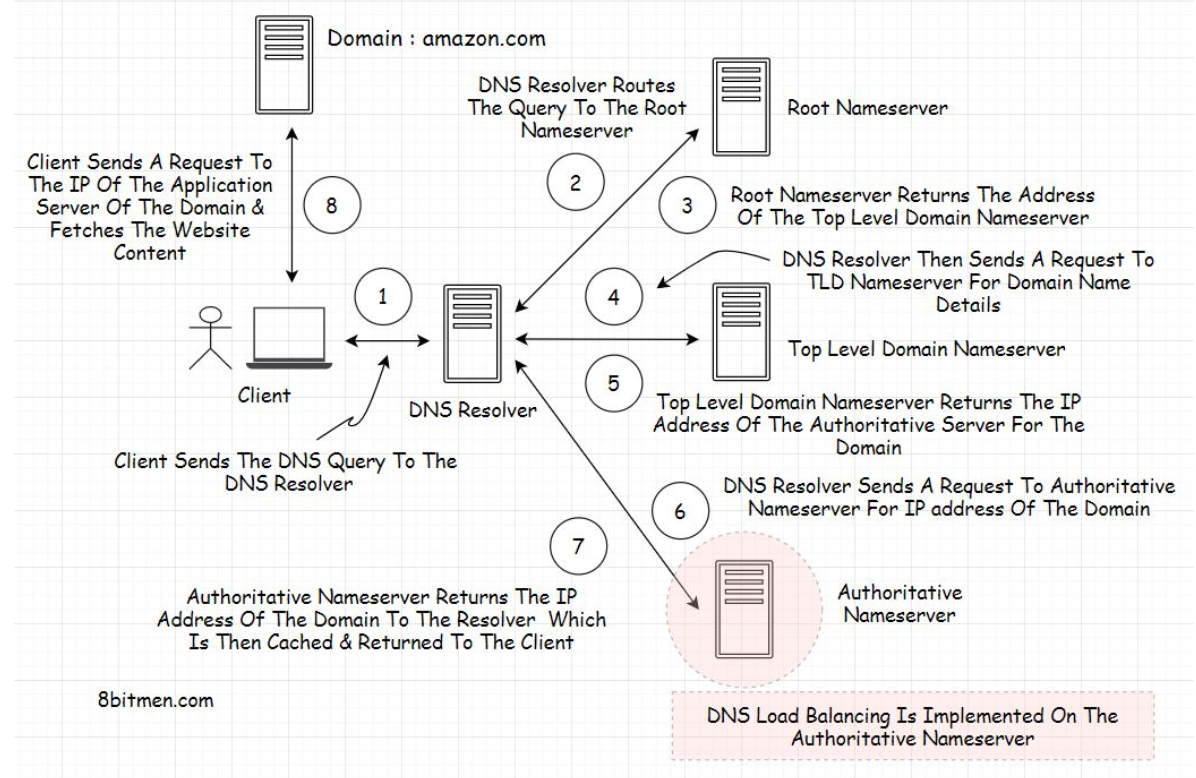 Domain : amazon.com
DNS Resolver Routes
The Query To The Root
Nameserver
Root Nameserver
Client Sends A Request To
The IP Of The Application
Server Of The Domain &
Fetches The Website
Content
8
2
3
Root Nameserver Returns The Address
Of The Top Level Domain Nameserver
1
4
DNS Resolver Then Sends A Request To
TLD Nameserver For Domain Name
Details
Top Level Domain Nameserver
Client
DNS Resolver
5
Top Level Domain Nameserver Returns The IP
Address Of The Authoritative Server For The
Domain
Client Sends The DNS Query To The
DNS Resolver
6
DNS Resolver Sends A Request To Authoritative
Nameserver For IP address Of The Domain
7
Authoritative Nameserver Returns The IP
Address Of The Domain To The Resolver Which
Is Then Cached & Returned To The Client
Authoritative
Nameserver
8bitmen.com
DNS Load Balancing Is Implemented On The
Authoritative Nameserver